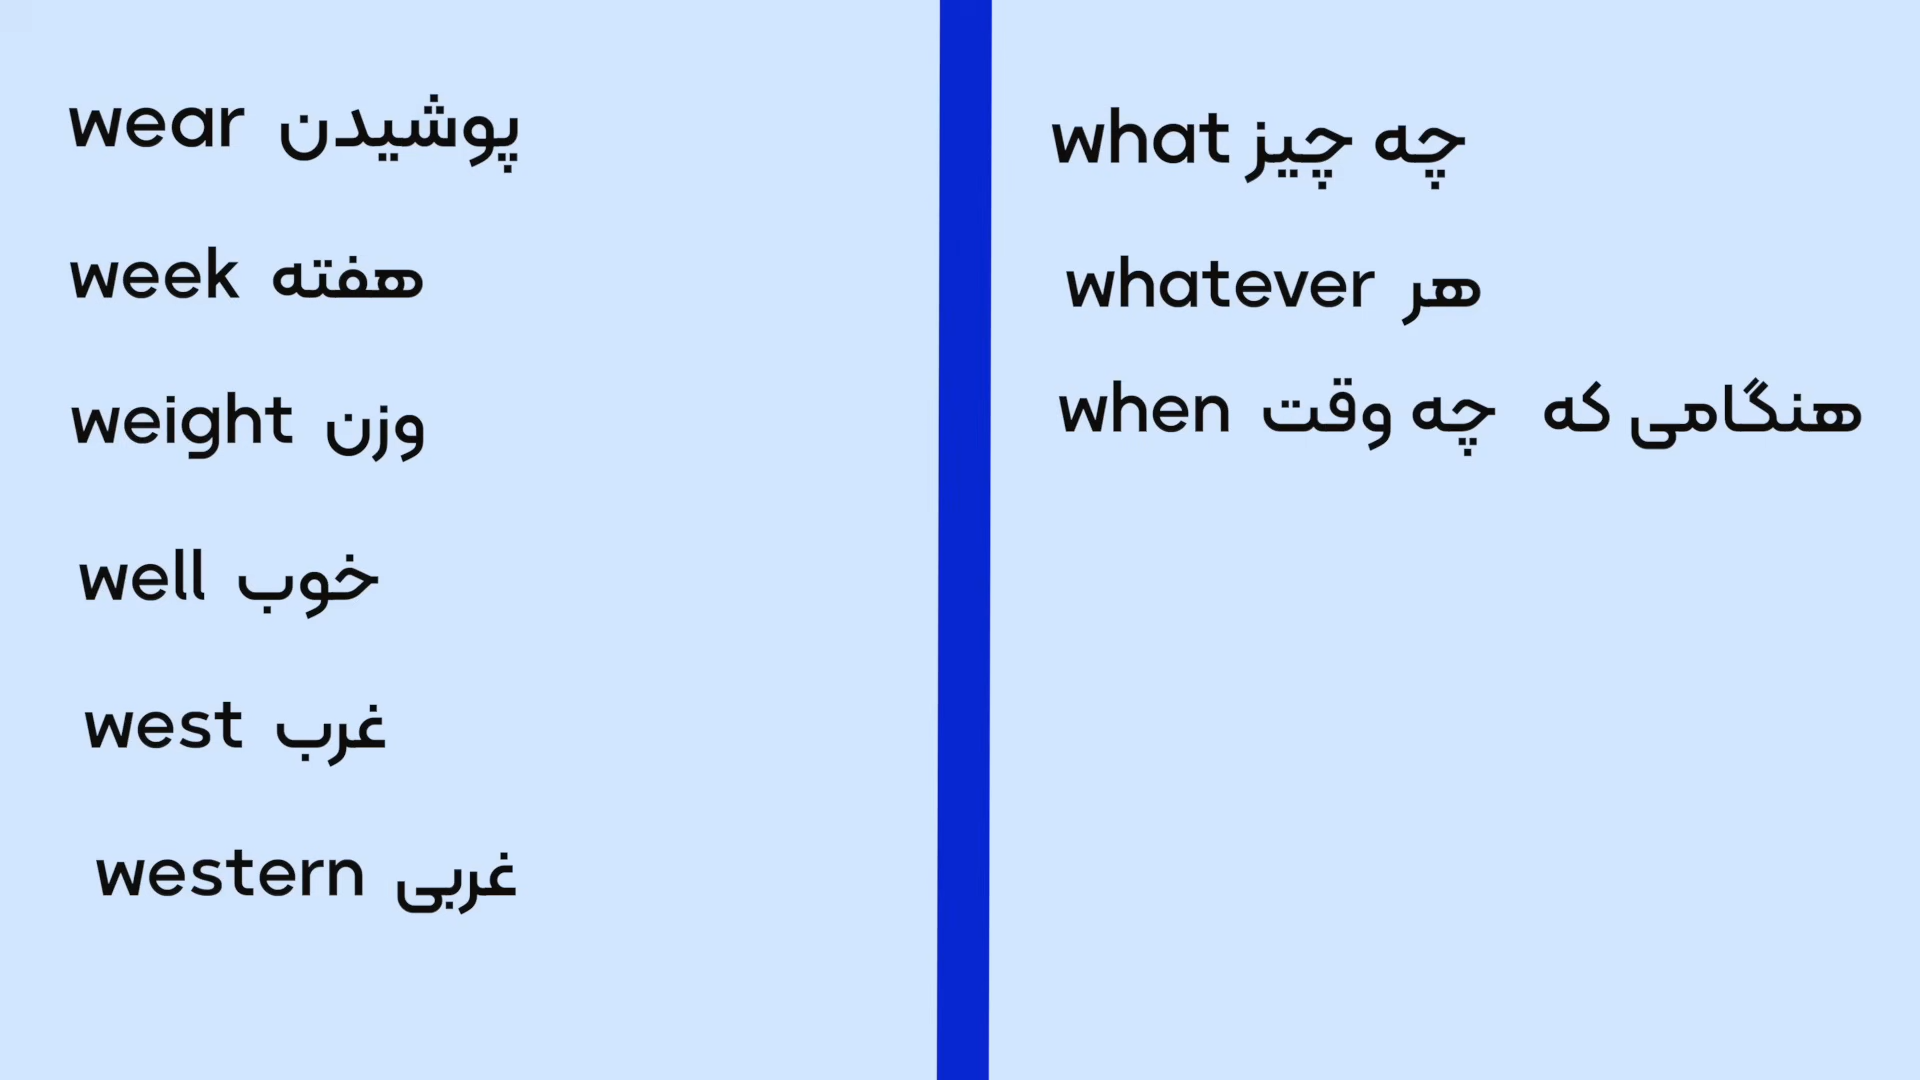 wear پوشیدن
week هفته
weight وزن
well خوب
west غرب
western غربی
what چه چیز
whatever هر
when چه وقت هنگامی که